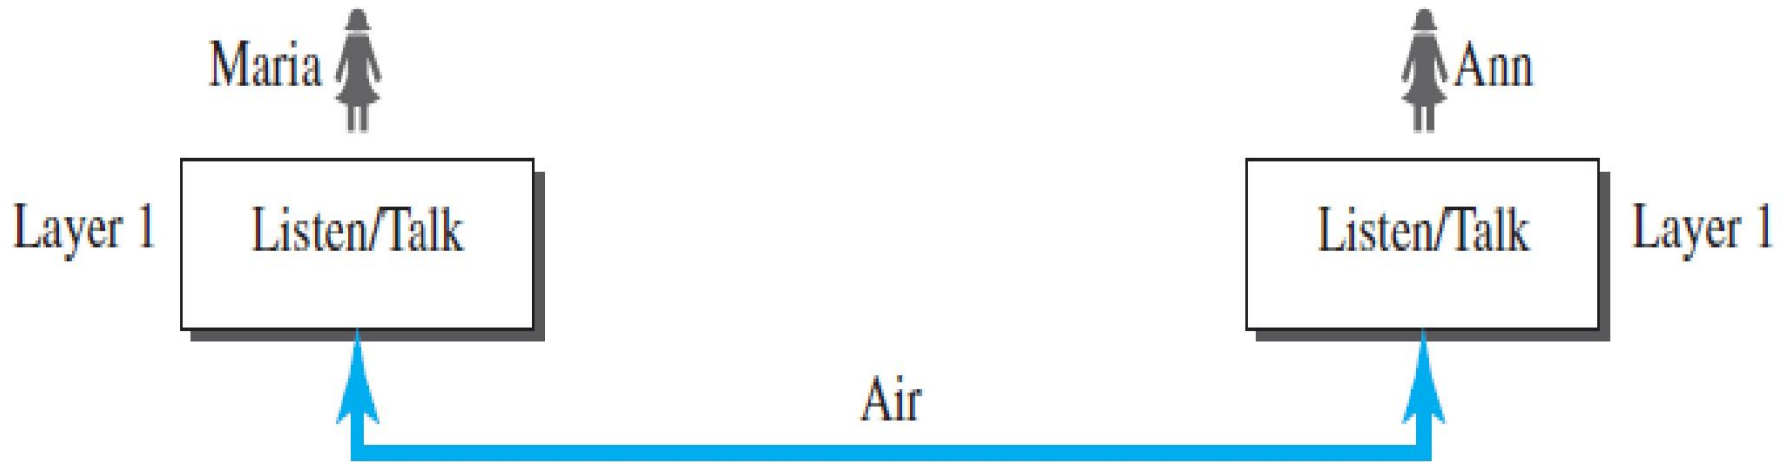 Maria
Ann
Layer 1
Listen/Talk
Listen/Talk
Layer 1
Air